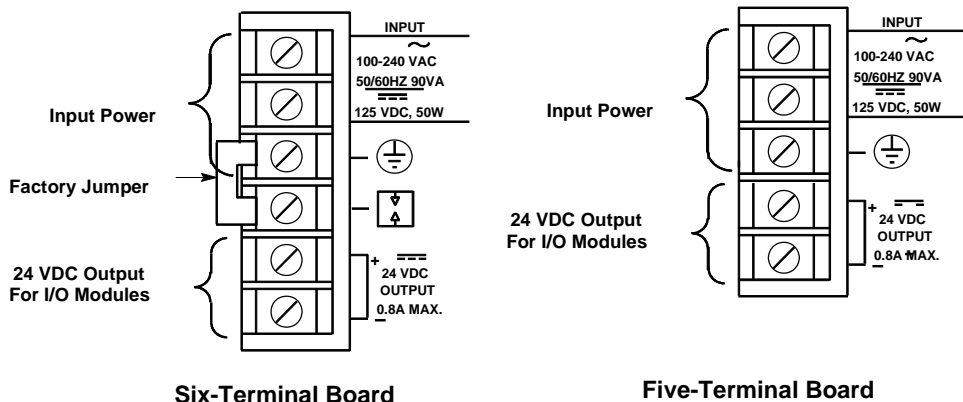 INPUT
100-240 VAC
50/60HZ 90VA
125 VDC, 50W
Input Power
Factory Jumper
24 VDC Output
For I/O Modules
+
24 VDC
OUTPUT
0.8A MAX.
–
Six-Terminal Board
INPUT
100-240 VAC
50/60HZ 90VA
125 VDC, 50W
Input Power
24 VDC Output
For I/O Modules
+
24 VDC
OUTPUT
0.8A MAX.
–
Five-Terminal Board